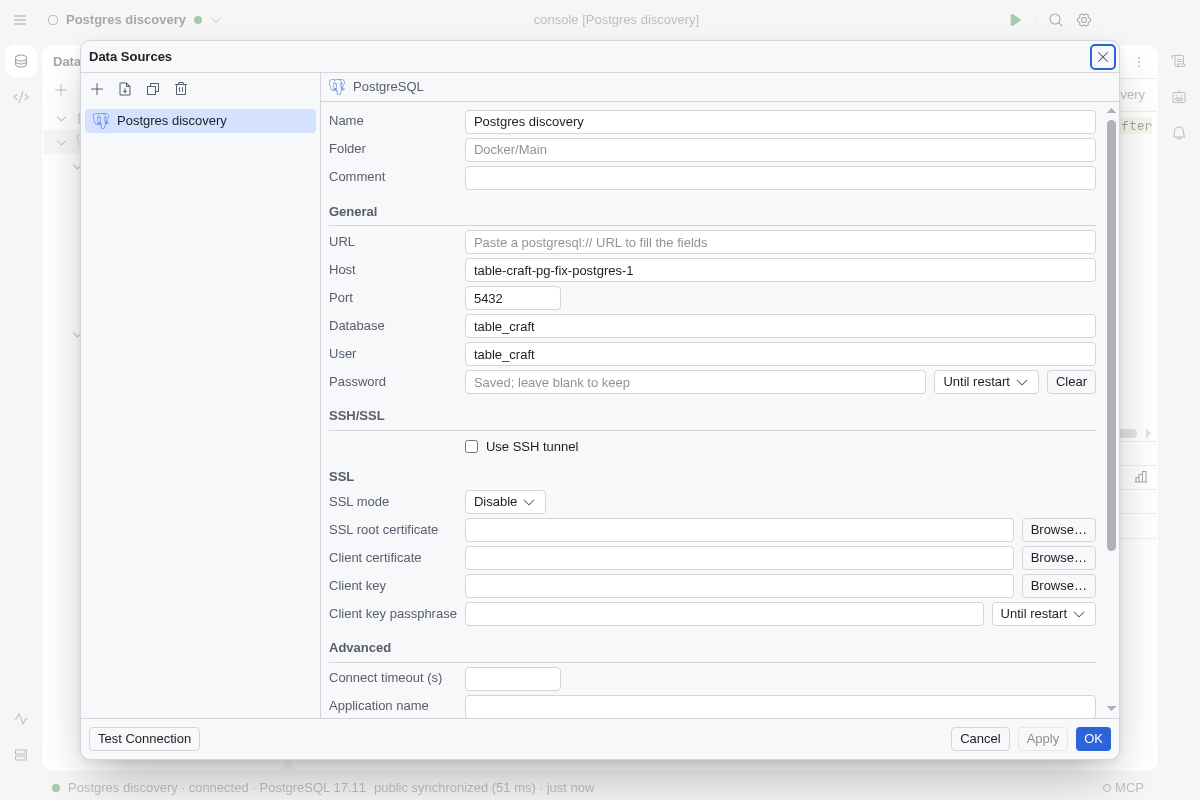 Postgres discovery
console [Postgres discovery]
Data
Data Sources
PostgreSQL
Postgres discovery
Name
Postgres discovery
Folder
Docker/Main
Comment
General
URL
Paste a postgresql:// URL to fill the fields
Host
table-craft-pg-fix-postgres-1
Port
5432
Database
table_craft
User
table_craft
Password
Saved; leave blank to keep
Until restart
Clear
SSH/SSL
Use SSH tunnel
SSL
SSL mode
Disable
SSL root certificate
Browse…
Client certificate
Browse…
Client key
Browse…
Client key passphrase
Until restart
Advanced
Connect timeout (s)
Application name
Test Connection
Cancel
Apply
OK
very
fter
Postgres discovery · connected · PostgreSQL 17.11 public synchronized (51 ms) · just now
MCP